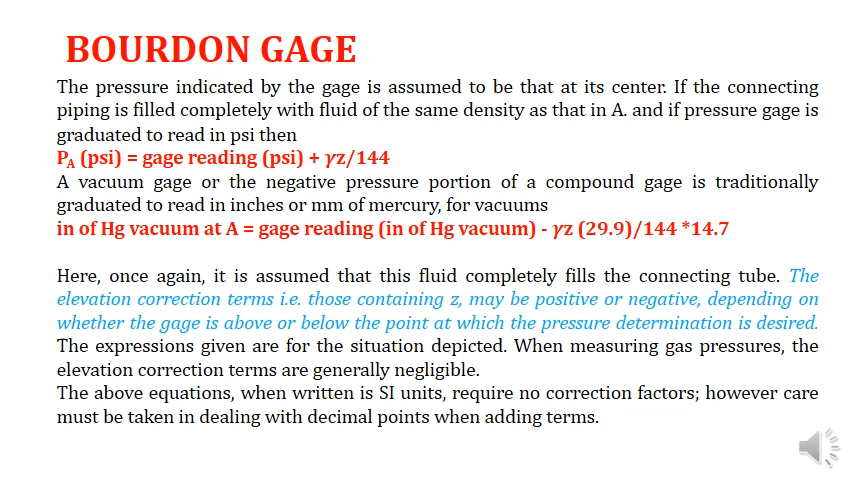 BOURDON GAGE
The pressure indicated by the gage is assumed to be that at its center. If the connecting
piping is filled completely with fluid of the same density as that in A. and if pressure gage is
graduated to read in psi then
P_A (psi) = gage reading (psi) + γz/144
A vacuum gage or the negative pressure portion of a compound gage is traditionally
graduated to read in inches or mm of mercury, for vacuums
in of Hg vacuum at A = gage reading (in of Hg vacuum) - γz (29.9)/144 *14.7
Here, once again, it is assumed that this fluid completely fills the connecting tube. The
elevation correction terms i.e. those containing z, may be positive or negative, depending on
whether the gage is above or below the point at which the pressure determination is desired.
The expressions given are for the situation depicted. When measuring gas pressures, the
elevation correction terms are generally negligible.
The above equations, when written is SI units, require no correction factors; however care
must be taken in dealing with decimal points when adding terms.